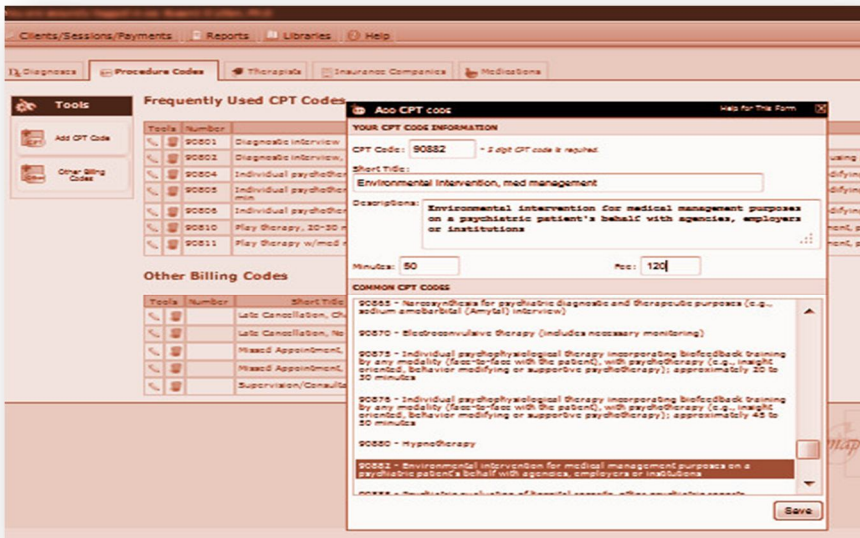 Clients/Sessions/Payments Reports Libraries Help
Diagnoses Procedure Codes Therapists Insurance Companies Medications
Tools
Add CPT Code
Other Billing
Codes
Frequently Used CPT Codes
Tools Number
90801 Diagnostic interview
90802 Diagnostic interview,
90804 Individual psychother
90805 Individual psychother
min
90806 Individual psychother
90810 Play therapy, 20-30 m
90811 Play therapy w/med
Other Billing Codes
Tools Number Short Title
Late Cancellation, Ch
Late Cancellation, No
Missed Appointment,
Missed Appointment,
Supervision/Consulta
Add CPT code Help for This Form
YOUR CPT CODE INFORMATION
CPT Code: 90882 - 5 digit CPT code is required.
Short Title:
Environmental intervention, med management
Descriptions: Environmental intervention for medical management purposes
on a psychiatric patient's behalf with agencies, employers
or institutions
Minutes: 50 Fee: 120
COMMON CPT CODES
90865 - Narcosynthesis for psychiatric diagnostic and therapeutic purposes (e.g.,
sodium amobarbital (Amytal) interview)
90870 - Electroconvulsive therapy (includes necessary monitoring)
90875 - Individual psychophysiological therapy incorporating biofeedback training
by any modality (face-to-face with the patient), with psychotherapy (e.g., insight
oriented, behavior modifying or supportive psychotherapy); approximately 20 to
30 minutes
90876 - Individual psychophysiological therapy incorporating biofeedback training
by any modality (face-to-face with the patient), with psychotherapy (e.g., insight
oriented, behavior modifying or supportive psychotherapy); approximately 45 to
50 minutes
90880 - Hypnotherapy
90882 - Environmental intervention for medical management purposes on a
psychiatric patient's behalf with agencies, employers or institutions
Save
using